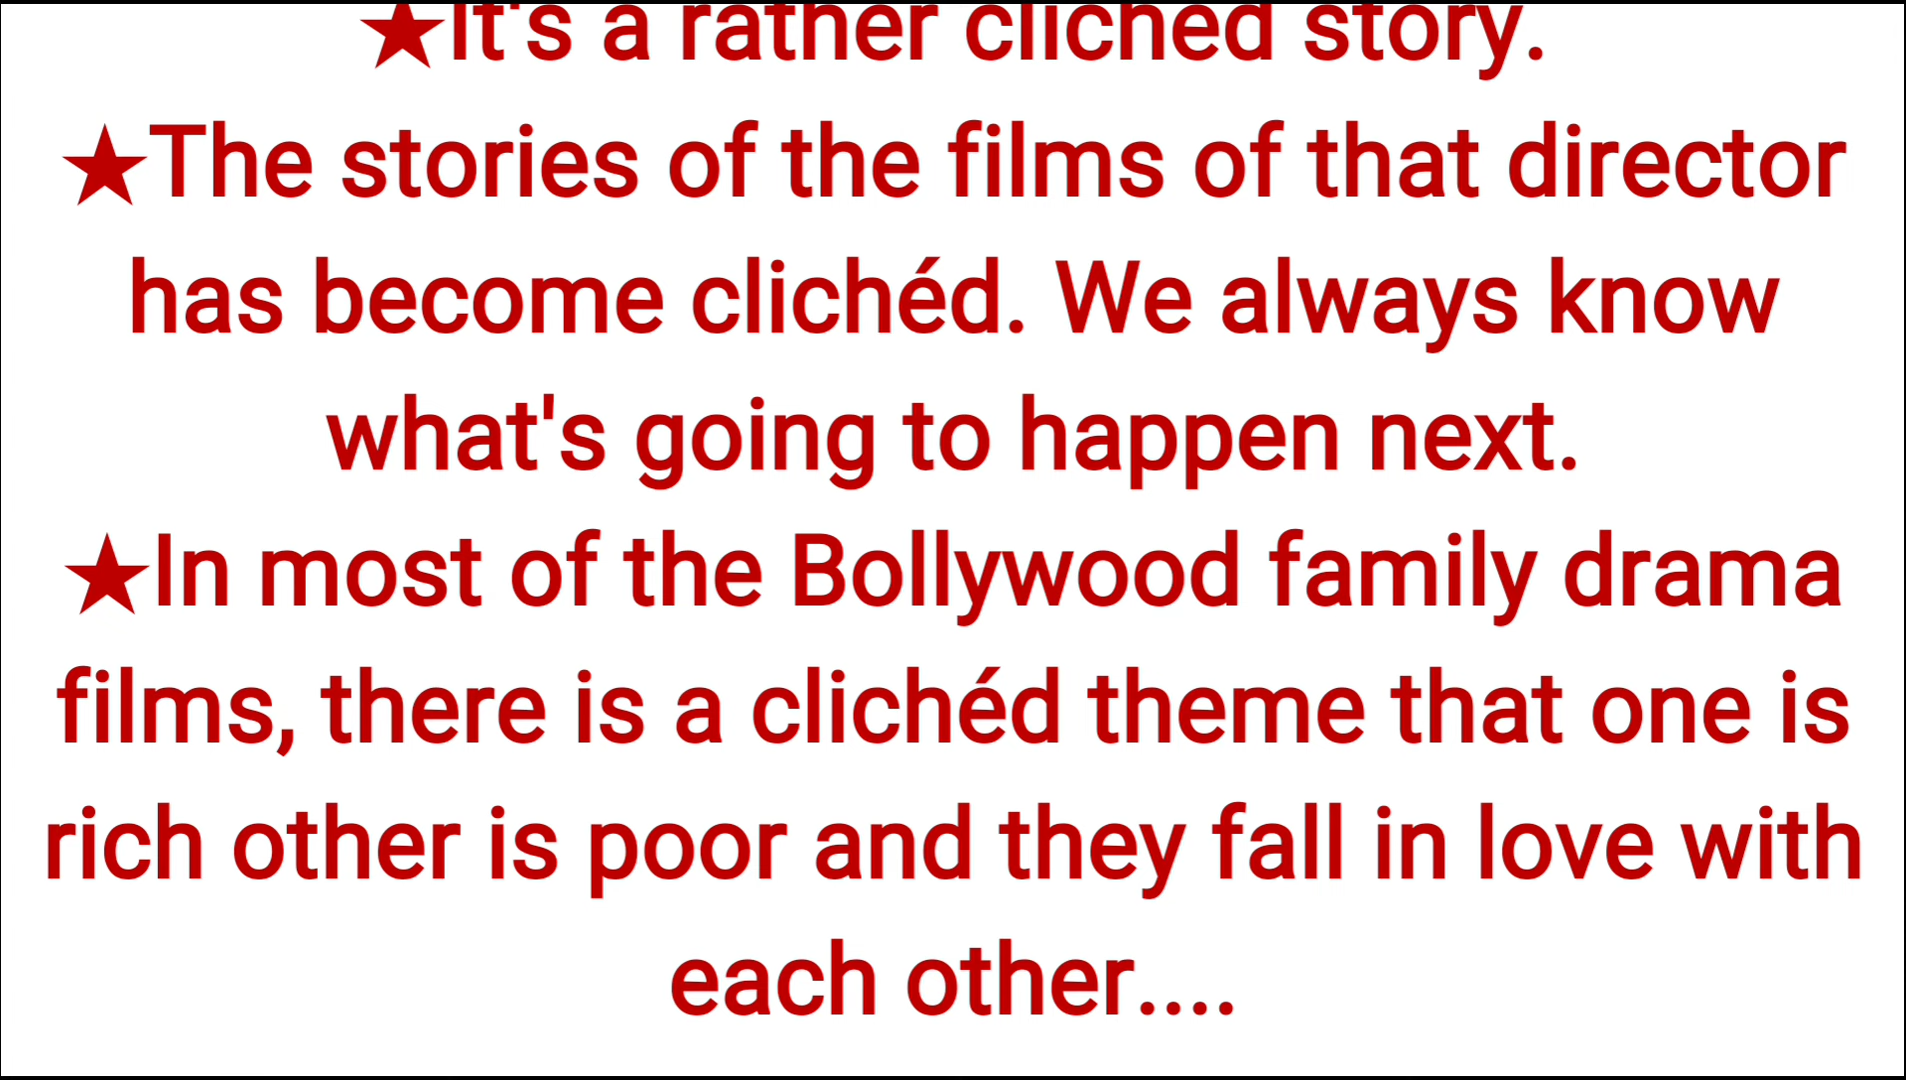 ★It's a rather clichéd story.
★The stories of the films of that director
has become clichéd. We always know
what's going to happen next.
★In most of the Bollywood family drama
films, there is a clichéd theme that one is
rich other is poor and they fall in love with
each other....